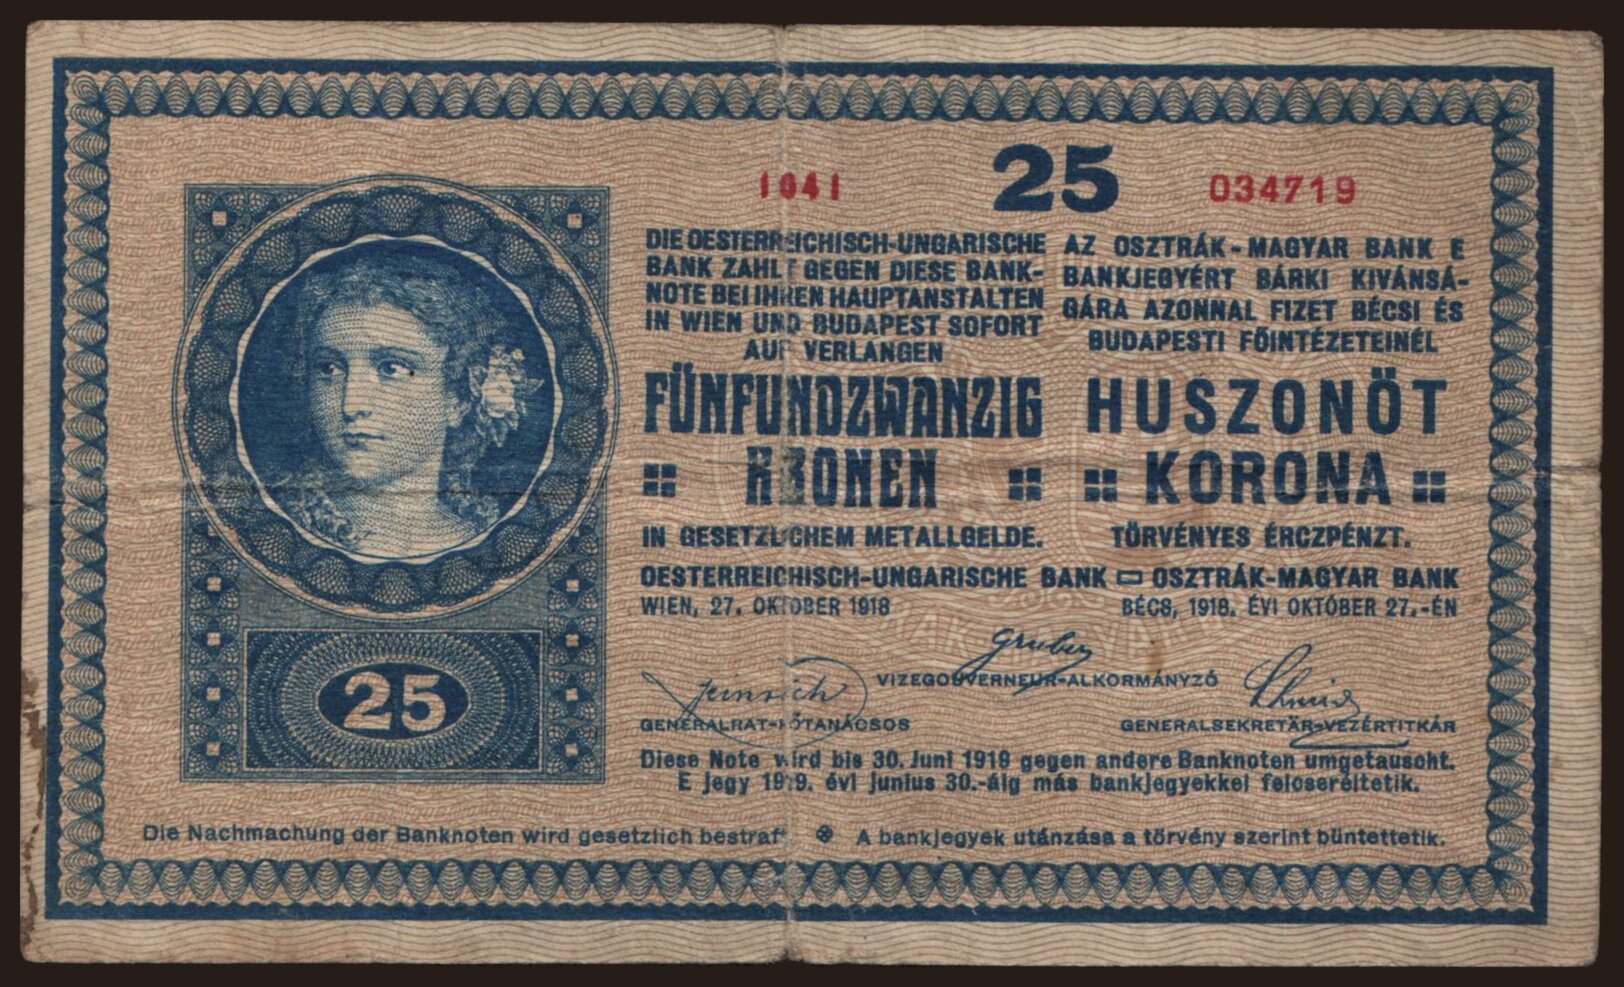 25
034719
DIE OESTERREICHISCH-UNGARISCHE
BANK ZAHLT GEGEN DIESE BANK-
NOTE BEI IHREN HAUPTANSTALTEN
IN WIEN UND BUDAPEST SOFORT
AUF VERLANGEN
FÜNFUNDZWANZIG
KRONEN
IN GESETZLICHEM METALLGELDE.
AZ OSZTRÁK-MAGYAR BANK E
BANKJEGYÉRT BÁRKI KIVÁNSÁ-
GÁRA AZONNAL FIZET BÉCSI ÉS
BUDAPESTI FŐINTÉZETEINÉL
HUSZONÖT
KORONA
TÖRVÉNYES ÉRCZPÉNZT.
OESTERREICHISCH-UNGARISCHE BANK OSZTRÁK-MAGYAR BANK
WIEN, 27. OKTOBER 1918
BÉCS, 1918. ÉVI OKTÓBER 27.-ÉN
Gruber
VIZEGOUVERNEUR-ALKORMÁNYZÓ
GENERALRAT-FŐTANÁCSOS
GENERALSEKRETÄR-VEZÉRTITKÁR
25
Diese Note wird bis 30. Juni 1919 gegen andere Banknoten umgetauscht.
E jegy 1919. évi junius 30.-áig más bankjegyekkel felcseréltetik.
Die Nachmachung der Banknoten wird gesetzlich bestraft
A bankjegyek utánzása a törvény szerint büntettetik.